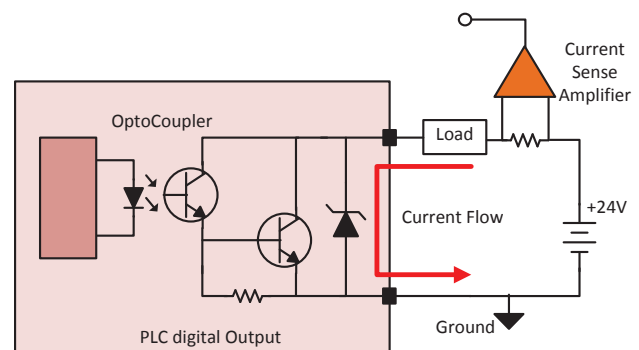 Current
Sense
Amplifier
OptoCoupler
Load
Current Flow
+24V
Ground
PLC digital Output